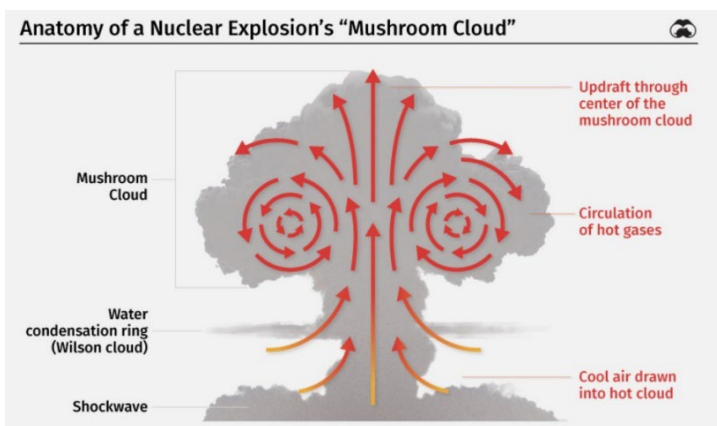 Anatomy of a Nuclear Explosion's “Mushroom Cloud”
Updraft through
center of the
mushroom cloud
Mushroom
Cloud
Circulation
of hot gases
Water
condensation ring
(Wilson cloud)
Cool air drawn
into hot cloud
Shockwave